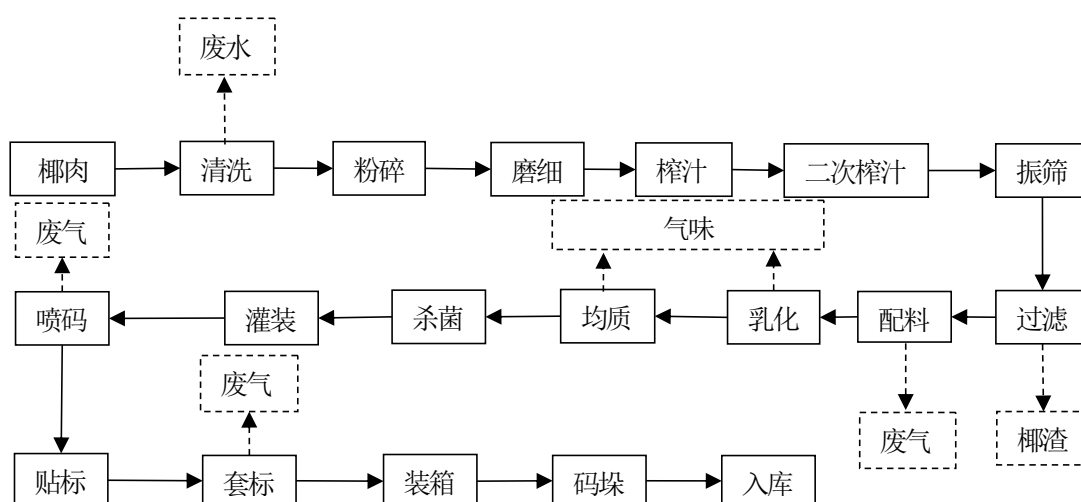 废水
椰肉
清洗
粉碎
磨细
榨汁
二次榨汁
振筛
废气
气味
喷码
灌装
杀菌
均质
乳化
配料
过滤
废气
废气
椰渣
贴标
套标
装箱
码垛
入库